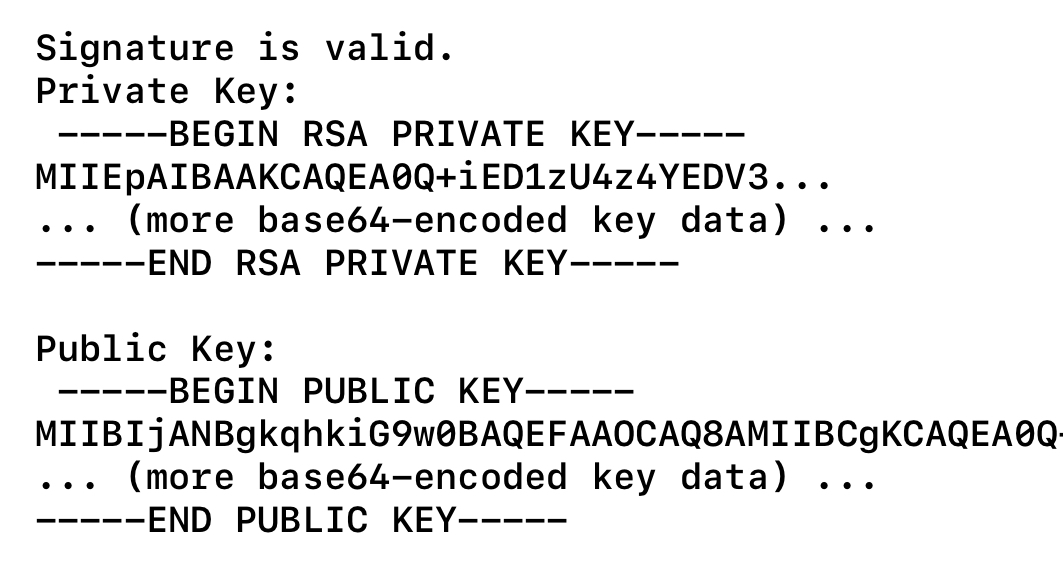 Signature is valid.
Private Key:
 -----BEGIN RSA PRIVATE KEY-----
MIIEpAIBAAKCAQEA0Q+iED1zU4z4YEDV3...
... (more base64-encoded key data) ...
-----END RSA PRIVATE KEY-----

Public Key:
 -----BEGIN PUBLIC KEY-----
MIIBIjANBgkqhkiG9w0BAQEFAAOCAQ8AMIIBCgKCAQEA0Q
... (more base64-encoded key data) ...
-----END PUBLIC KEY-----